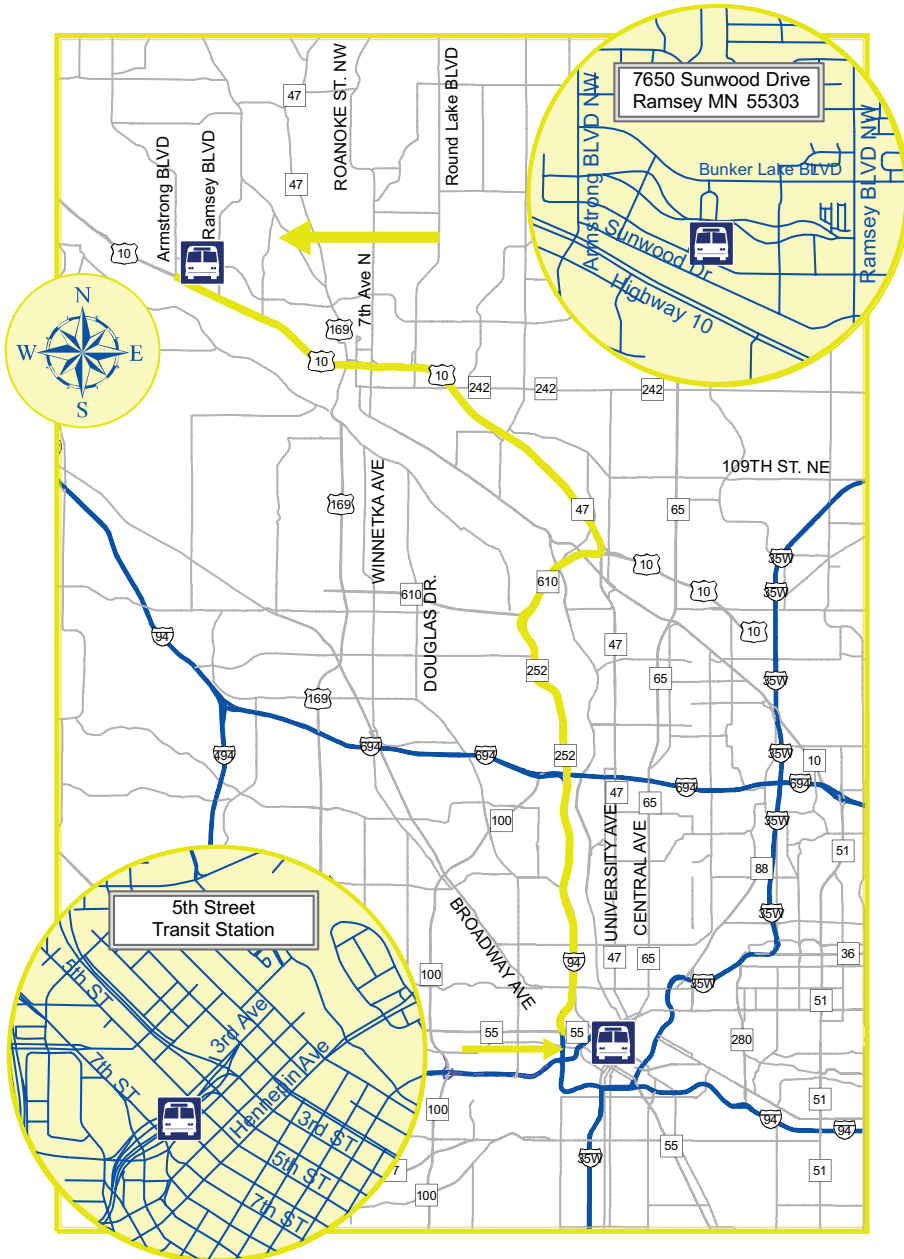 7650 Sunwood Drive
Ramsey MN 55303
Armstrong BLVD NW
Bunker Lake BLVD
Ramsey BLVD NW
Sunwood Dr
Highway 10
47
ROANOKE ST. NW
Round Lake BLVD
Armstrong BLVD
Ramsey BLVD
47
10
N
W
E
S
169
7th Ave N
10
10
242
242
242
109TH ST. NE
169
WINNETKA AVE
47
65
35W
610
10
35W
610
DOUGLAS DR.
10
10
94
47
252
65
35W
169
494
694
694
252
35W
10
47
694
694
65
100
35W
UNIVERSITY AVE
CENTRAL AVE
51
88
BROADWAY AVE
35W
5th Street
Transit Station
100
94
47
65
36
35W
51
55
55
280
5th ST
3rd Ave
7th ST
Hennepin Ave
3rd ST
5th ST
7th ST
100
51
94
94
55
35W
7
100
51